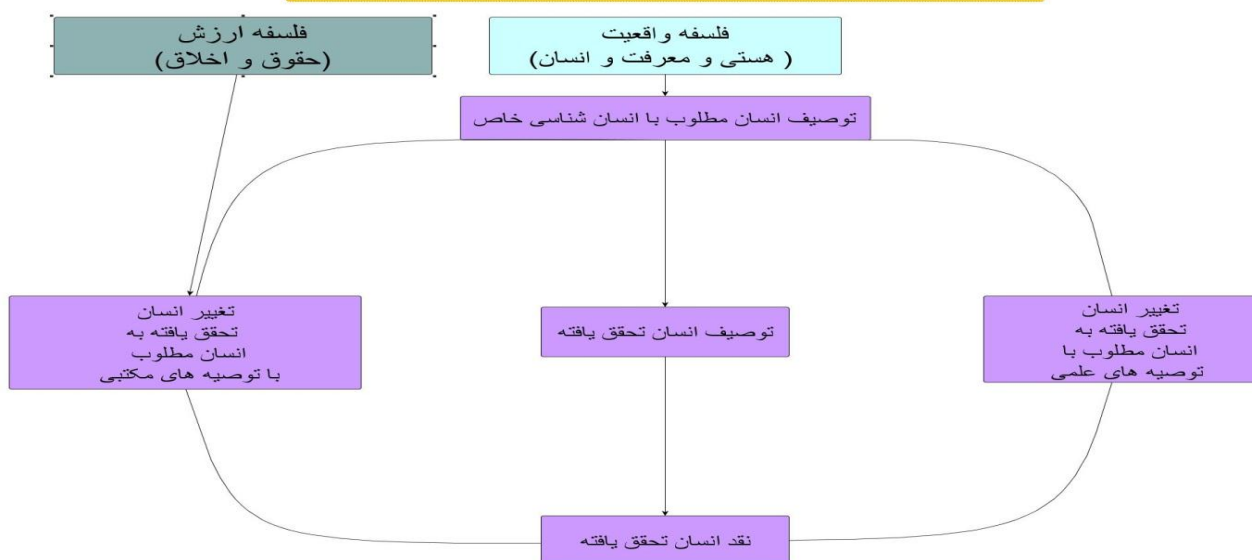 فلسفه واقعیت
( هستی و معرفت و انسان)
فلسفه ارزش
(حقوق و اخلاق)
توصیف انسان مطلوب با انسان شناسی خاص
تغییر انسان
تحقق یافته به
انسان مطلوب با
توصیه های علمی
توصیف انسان تحقق یافته
تغییر انسان
تحقق یافته به
انسان مطلوب
با توصیه های مکتبی
نقد انسان تحقق یافته